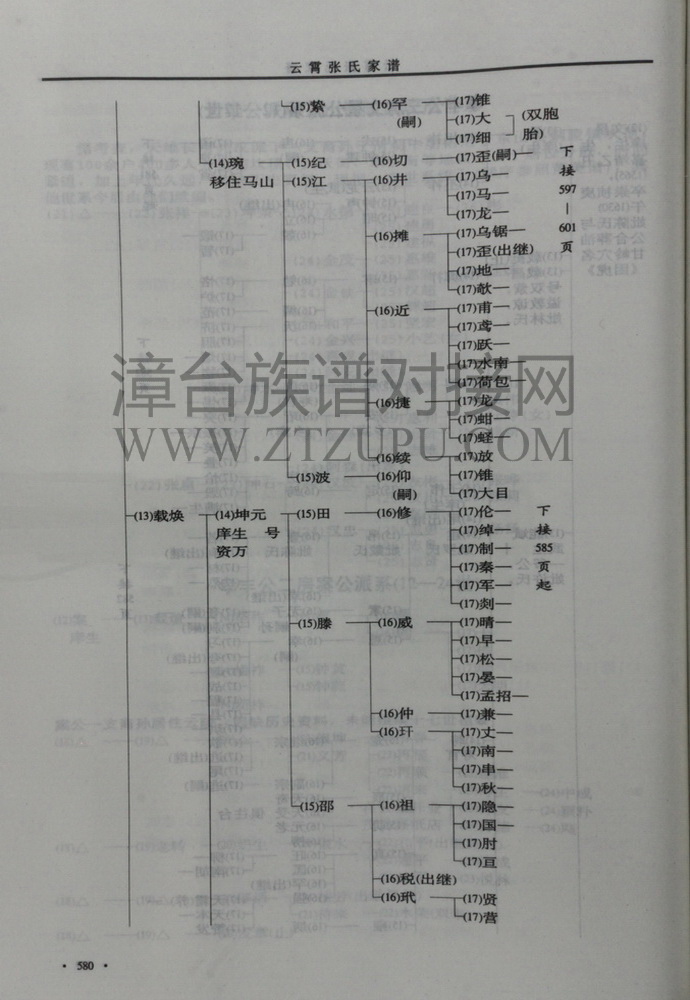 云霄张氏家谱
(15)紫 (16)罕 (17)锥
(嗣) (17)大 (双胞
(17)细 胎)
(14)瑰 (15)纪 (16)切 (17)歪(嗣) 下
移住马山 (15)江 (16)井 (17)乌 接
(17)马 597
(17)龙 |
(16)摊 (17)乌锯 601
(17)歪(出继) 页
(17)地
(17)欹
(16)近 (17)甫
(17)鸢
(17)跃
(17)水南
(17)荷包
(16)捷 (17)龙
(17)蚶
(17)蛏
(16)续 (17)放
(15)波 (16)仰 (17)锥
(嗣) (17)大目
(13)载焕 (14)坤元 (15)田 (16)修 (17)伦 下
庠生 号 (17)绰 接
资万 (17)制 585
(17)秦 页
(17)军 起
(17)剡
(15)滕 (16)威 (17)晴
(17)早
(17)松
(17)晏
(17)孟招
(16)仲 (17)兼
(16)玕 (17)丈
(17)南
(17)串
(17)秋
(15)邵 (16)祖 (17)隐
(17)国
(17)肘
(17)亘
(16)税(出继)
(16)玳 (17)贤
(17)营
· 580 ·
漳台族谱对接网
WWW.ZTZUPU.COM